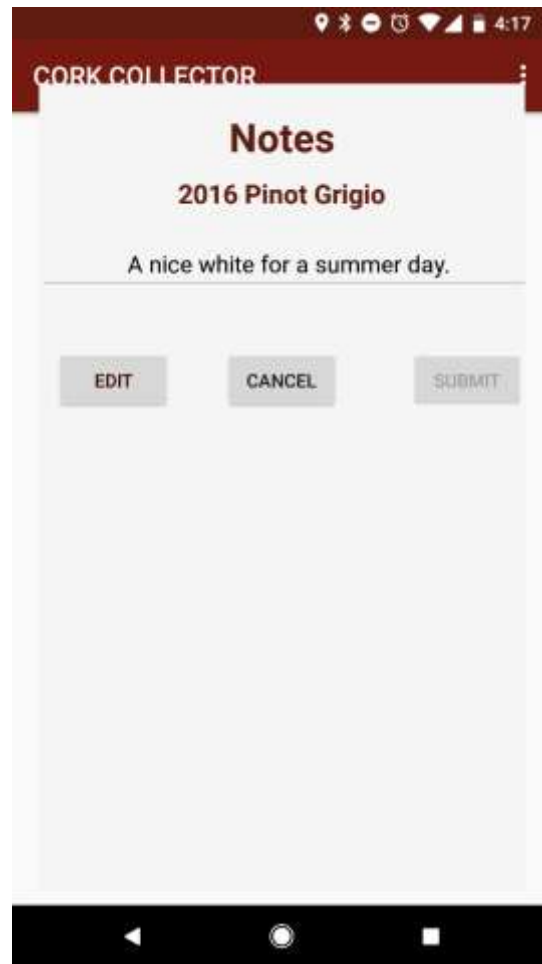 4:17
CORK COLLECTOR
Notes
2016 Pinot Grigio
A nice white for a summer day.
EDIT CANCEL SUBMIT